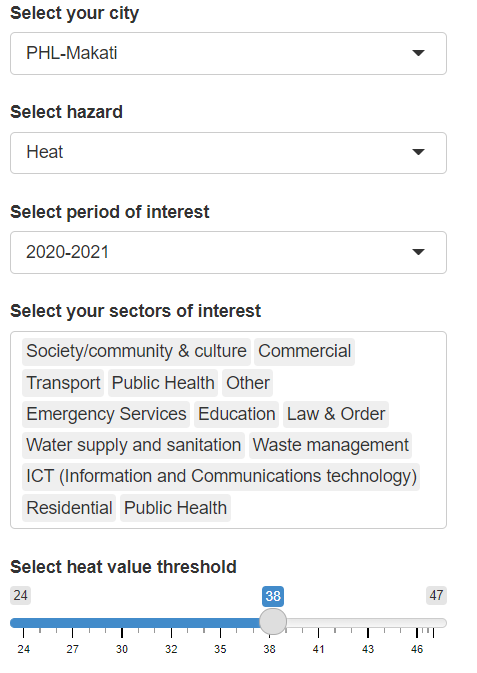 Select your city
PHL-Makati
Select hazard
Heat
Select period of interest
2020-2021
Select your sectors of interest
Society/community & culture Commercial
Transport Public Health Other
Emergency Services Education Law & Order
Water supply and sanitation Waste management
ICT (Information and Communications technology)
Residential Public Health
Select heat value threshold
24 38 47
24 27 30 32 35 38 41 43 46